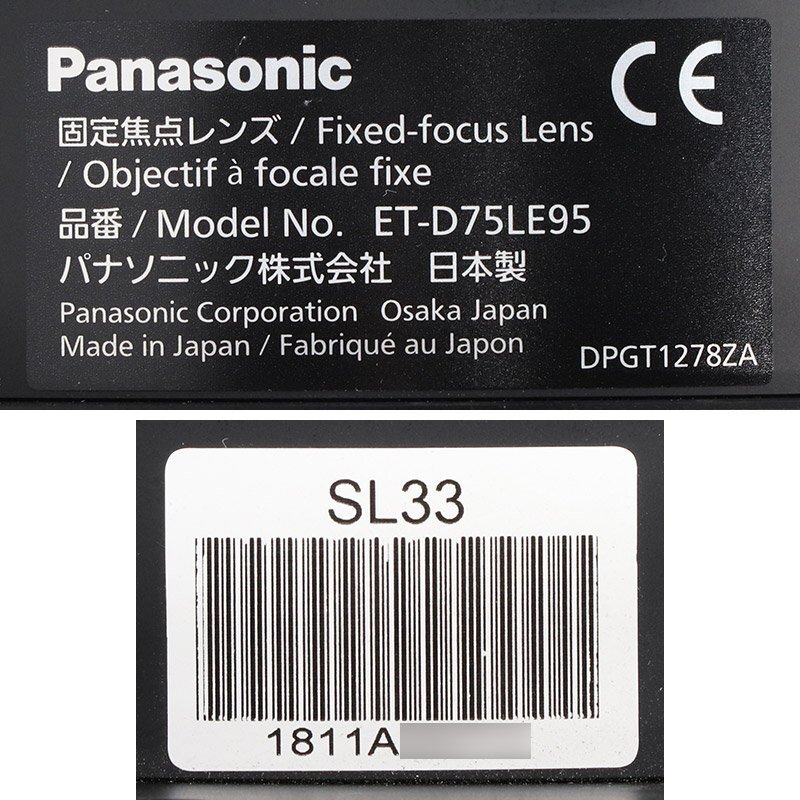 Panasonic
CE
固定焦点レンズ / Fixed-focus Lens
/ Objectif à focale fixe
品番 / Model No. ET-D75LE95
パナソニック株式会社 日本製
Panasonic Corporation Osaka Japan
Made in Japan / Fabriqué au Japon
DPGT1278ZA
SL33
1811A